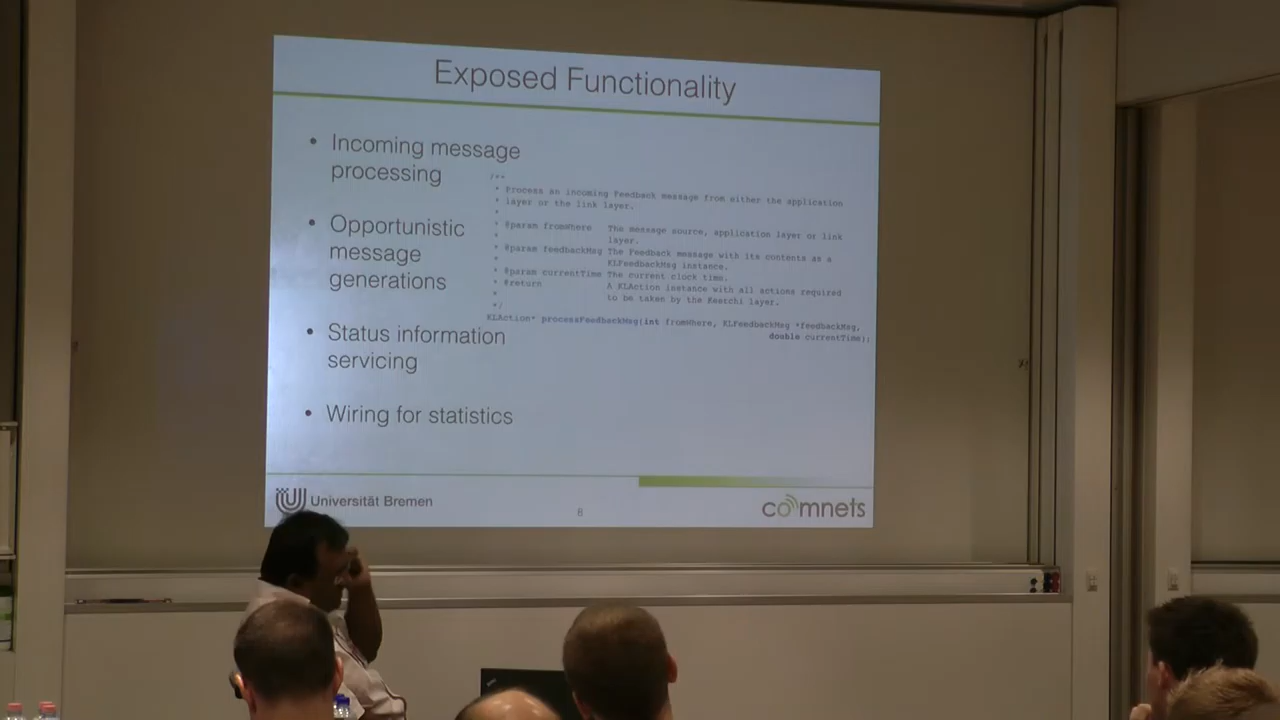 Exposed Functionality
• Incoming message
processing
• Opportunistic
message
generations
• Status information
servicing
• Wiring for statistics
/**
* Process an incoming Feedback message from either the application
* layer or the link layer.
*
* @param fromWhere The message source, application layer or link
* layer.
* @param feedbackMsg The Feedback message with its contents as a
* KLFeedbackMsg instance.
* @param currentTime The current clock time.
* @return A KLAction instance with all actions required
* to be taken by the Keetchi layer.
*/
KLAction* processFeedbackMsg(int fromWhere, KLFeedbackMsg *feedbackMsg,
double currentTime);
Universität Bremen
6
comnets